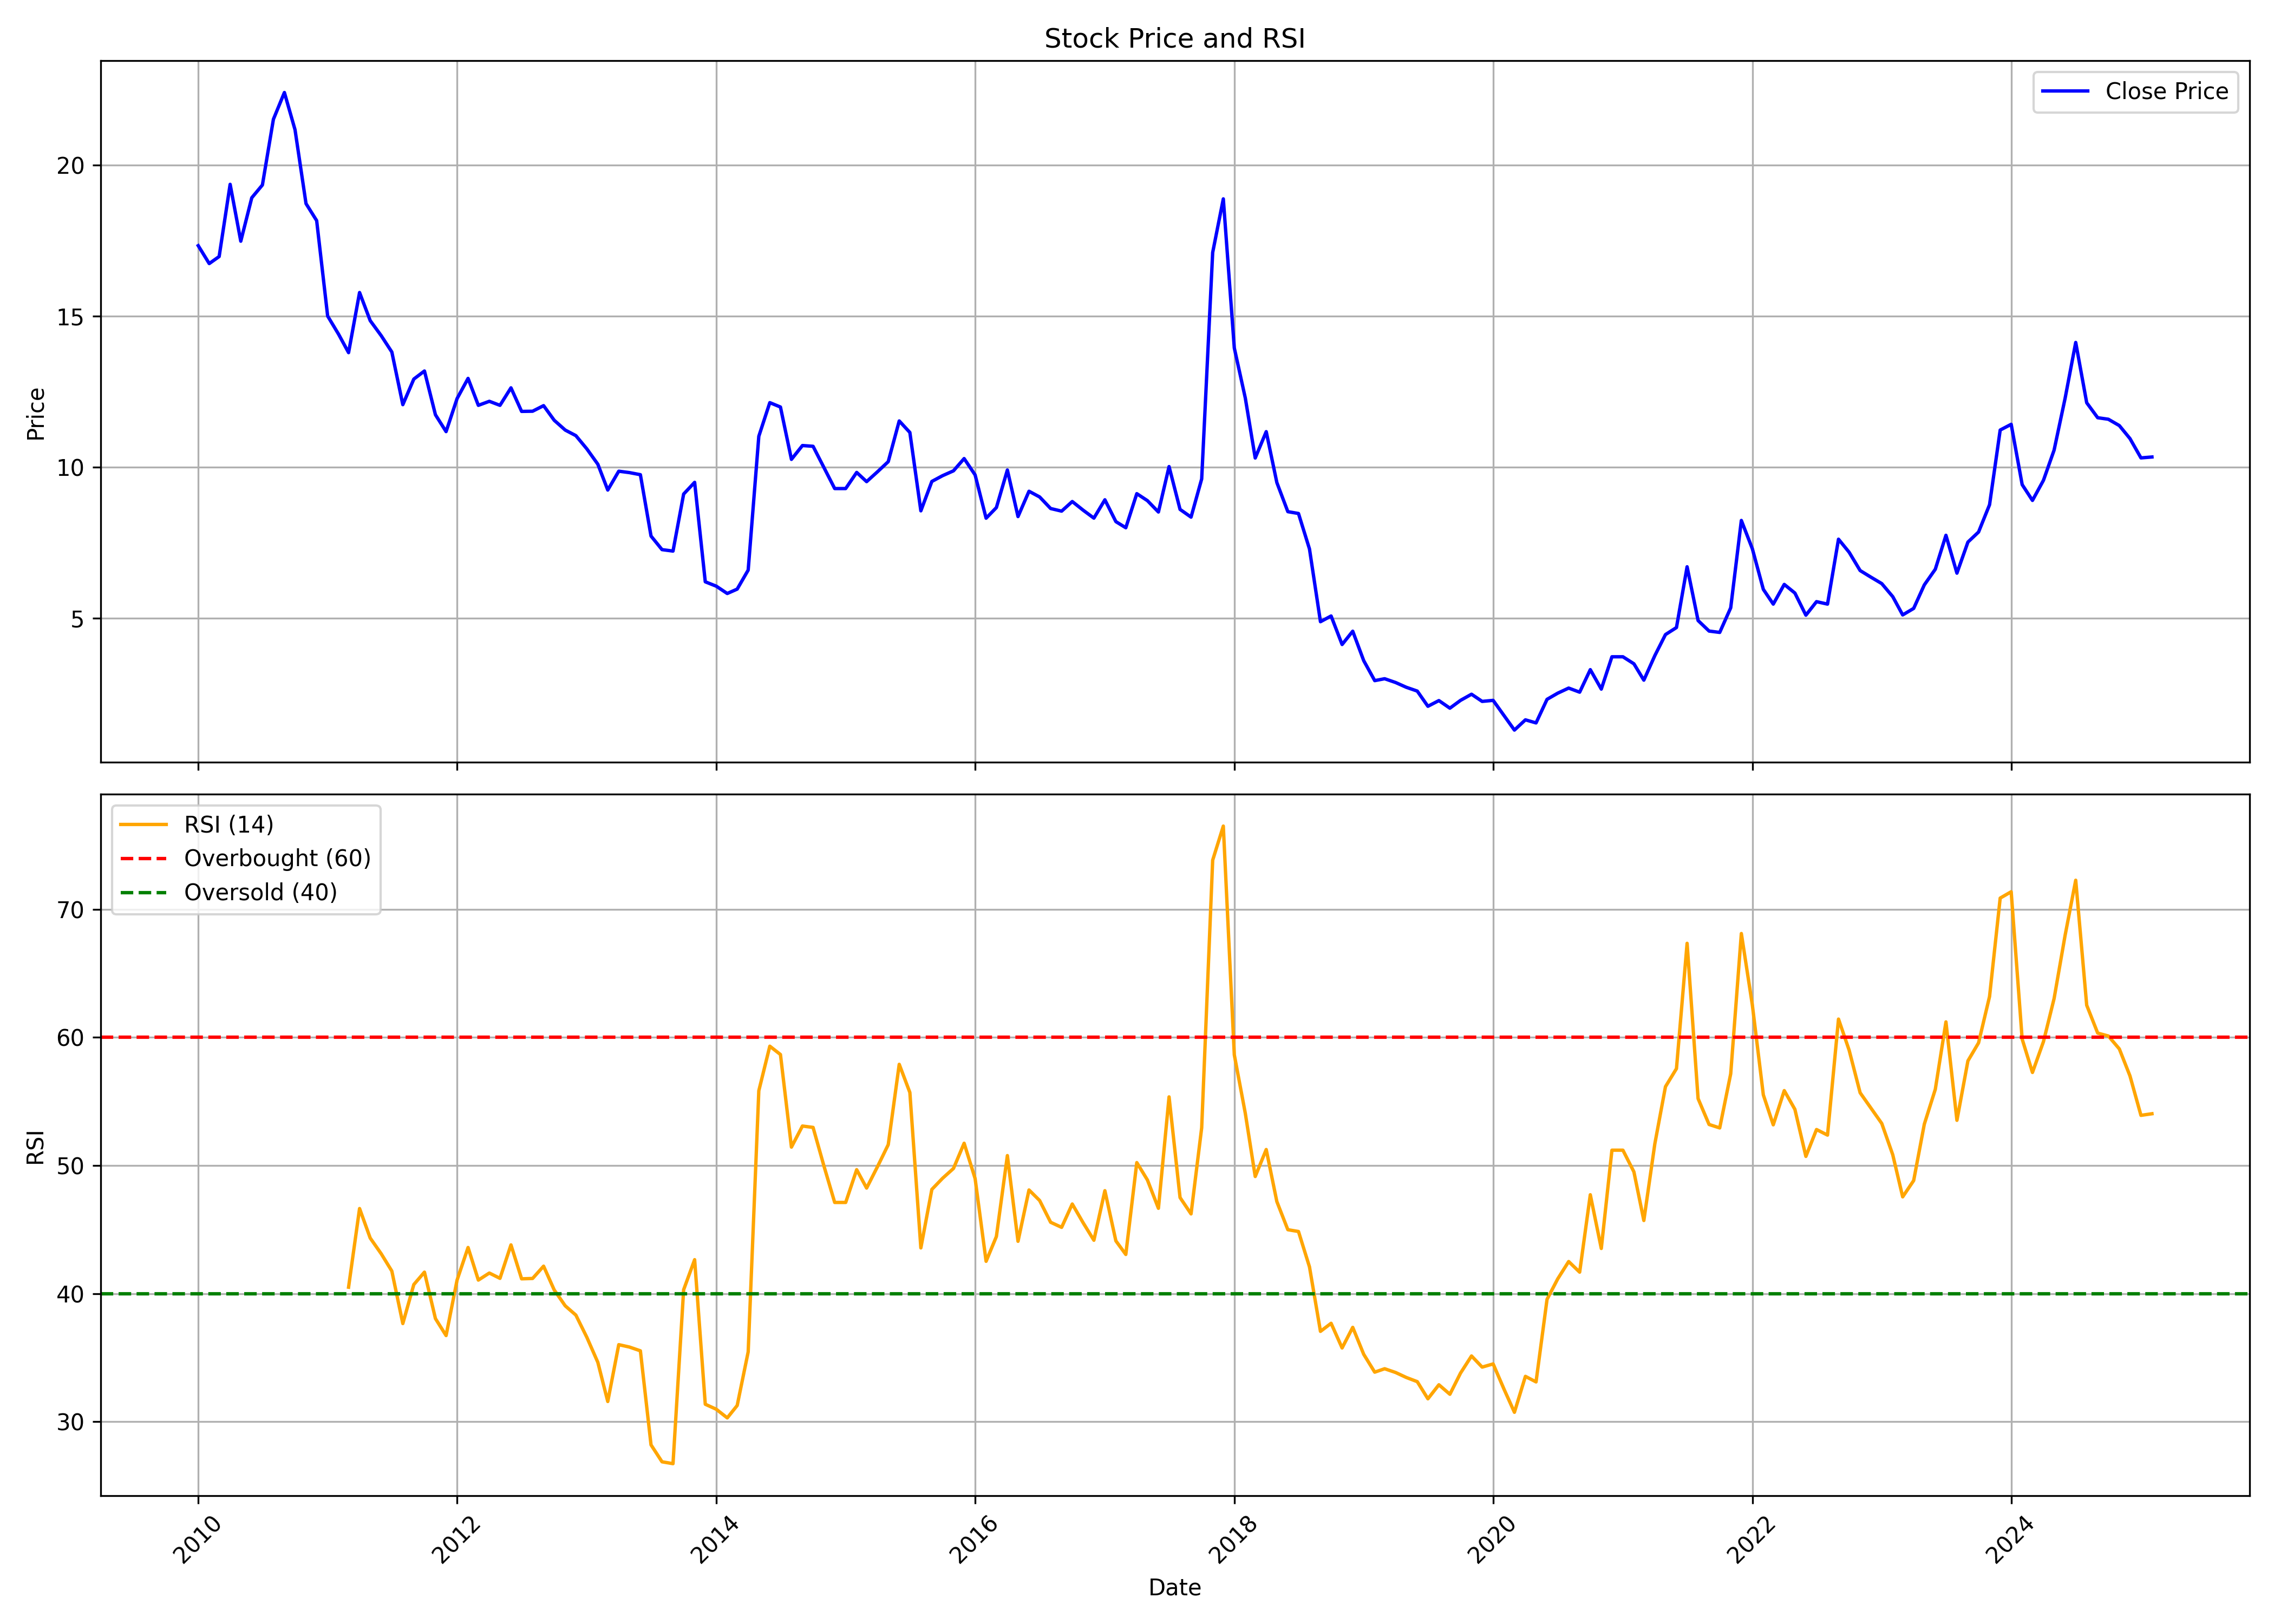 Stock Price and RSI
Close Price
Price
20
15
10
5
RSI (14)
Overbought (60)
Oversold (40)
RSI
70
60
50
40
30
2010
2012
2014
2016
2018
2020
2022
2024
Date